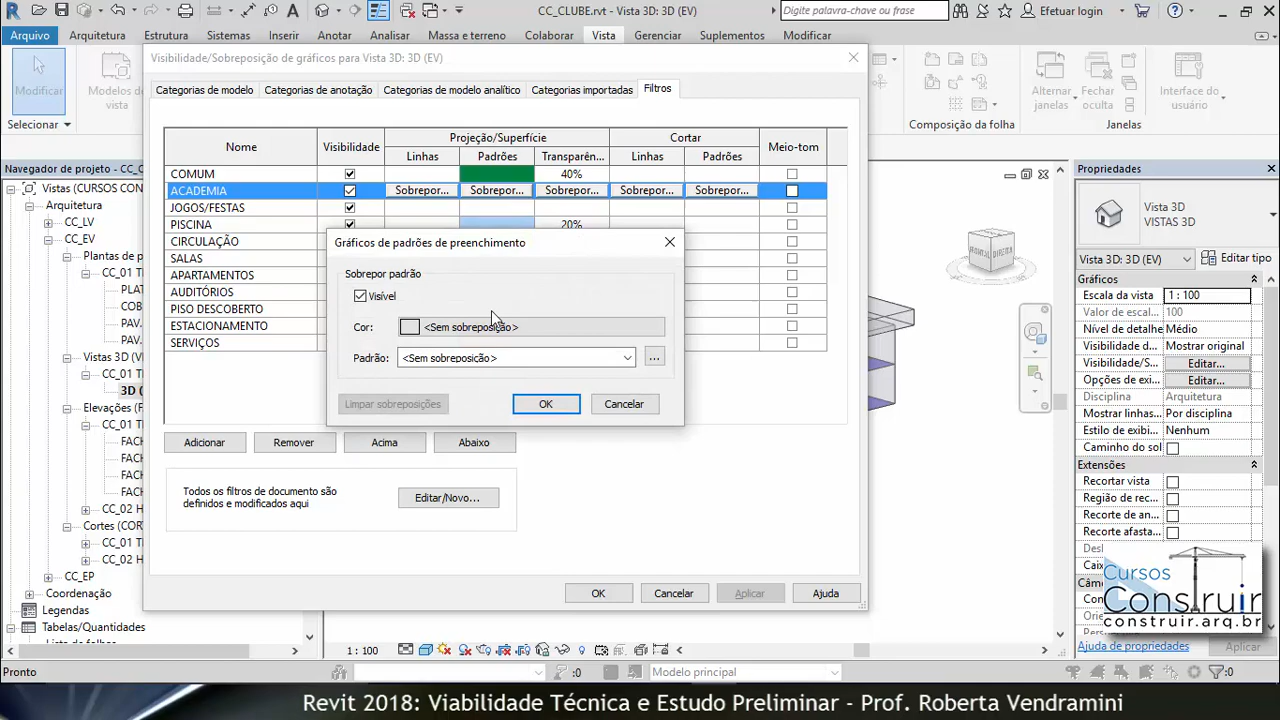 CC_CLUBE.rvt - Vista 3D: 3D (EV)
Digite palavra-chave ou frase
Efetuar login
Arquivo Arquitetura Estrutura Sistemas Inserir Anotar Analisar Massa e terreno Colaborar Vista Gerenciar Suplementos Modificar
Modificar
Modelos de vista
Selecionar
Alternar janelas
Fechar oculta
Interface do usuário
Composição da folha
Janelas
Visibilidade/Sobreposição de gráficos para Vista 3D: 3D (EV)
Categorias de modelo Categorias de anotação Categorias de modelo analítico Categorias importadas Filtros
Nome Visibilidade Projeção/Superfície Cortar Meio-tom
Linhas Padrões Transparên... Linhas Padrões
COMUM 40%
ACADEMIA Sobrepor... Sobrepor... Sobrepor... Sobrepor... Sobrepor...
JOGOS/FESTAS
PISCINA 20%
CIRCULAÇÃO
SALAS
APARTAMENTOS
AUDITÓRIOS
PISO DESCOBERTO
ESTACIONAMENTO
SERVIÇOS
Gráficos de padrões de preenchimento
Sobrepor padrão
Visível
Cor: <Sem sobreposição>
Padrão: <Sem sobreposição> ...
Limpar sobreposições OK Cancelar
Adicionar Remover Acima Abaixo
Todos os filtros de documento são
definidos e modificados aqui
Editar/Novo...
OK Cancelar Aplicar Ajuda
Navegador de projeto - CC_CLUB
Vistas (CURSOS CON
Arquitetura
CC_LV
CC_EV
Plantas de p
CC_01 T
PLAT
COB
PAV.
PAV.
Vistas 3D (V
CC_01 T
3D (
Elevações (F
CC_01 T
FACH
FACH
FACH
FACH
CC_02 H
Cortes (COR
CC_01 T
CC_02 H
CC_EP
Coordenação
Legendas
Tabelas/Quantidades
FRONTAL DIREITA
Propriedades
Vista 3D
VISTAS 3D
Vista 3D: 3D (EV) Editar tipo
Gráficos
Escala da vista 1 : 100
Valor de escal... 100
Nível de detalhe Médio
Visibilidade d... Mostrar original
Visibilidade/S... Editar...
Opções de exi... Editar...
Disciplina Arquitetura
Mostrar linhas... Por disciplina
Estilo de exibi... Nenhum
Caminho do sol
Extensões
Recortar vista
Região de rec...
Recorte de an...
Recorte afasta...
Ajuda de propriedades Aplicar
Cursos
Construir
construir.arq.br
1 : 100
Pronto
:0
Modelo principal
:0
Revit 2018: Viabilidade Técnica e Estudo Preliminar - Prof. Roberta Vendramini